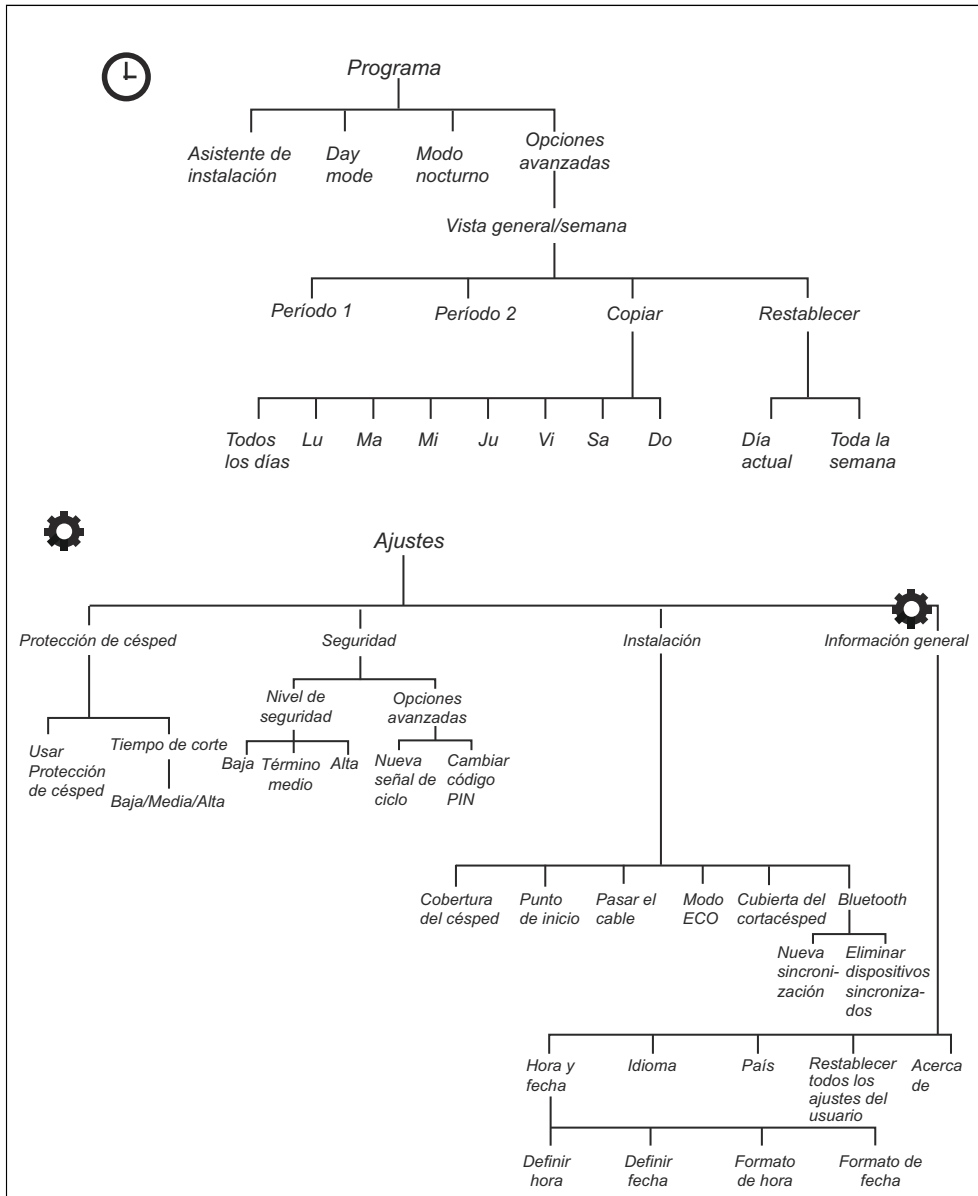 Programa
Asistente de
instalación
Day
mode
Modo
nocturno
Opciones
avanzadas
Vista general/semana
Período 1
Período 2
Copiar
Restablecer
Todos
los días
Lu
Ma
Mi
Ju
Vi
Sa
Do
Día
actual
Toda la
semana
Ajustes
Protección de césped
Seguridad
Instalación
Información general
Usar
Protección
de césped
Tiempo de corte
Baja/Media/Alta
Nivel de
seguridad
Opciones
avanzadas
Baja
Término
medio
Alta
Nueva
señal de
ciclo
Cambiar
código
PIN
Cobertura
del césped
Punto
de inicio
Pasar el
cable
Modo
ECO
Cubierta del
cortacésped
Bluetooth
Nueva
sincroni-
zación
Eliminar
dispositivos
sincroniza-
dos
Hora y
fecha
Idioma
País
Restablecer
todos los
ajustes del
usuario
Acerca
de
Definir
hora
Definir
fecha
Formato
de hora
Formato de
fecha